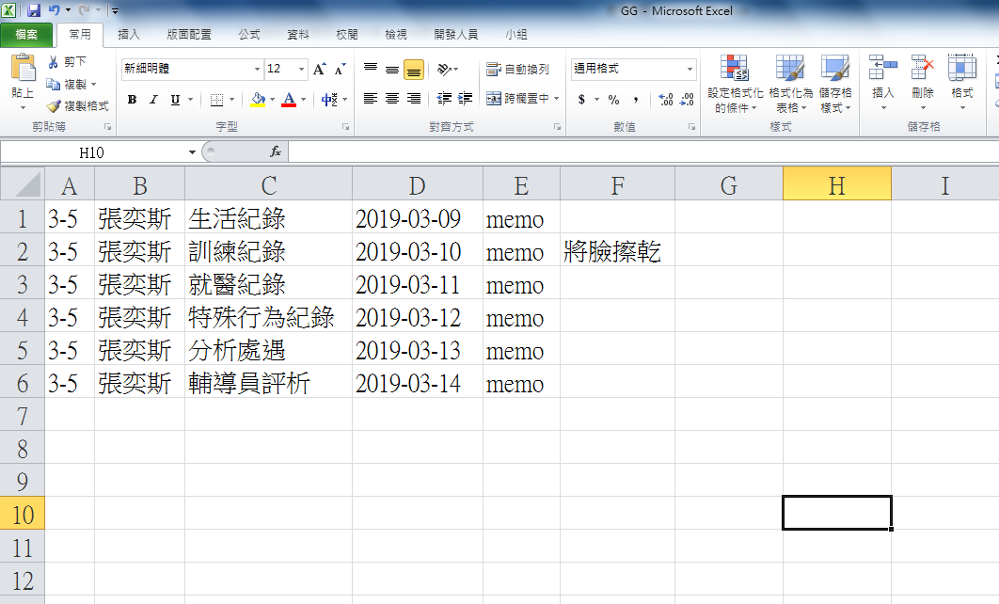 GG - Microsoft Excel
檔案 常用 插入 版面配置 公式 資料 校閱 檢視 開發人員 小組
貼上 剪下 複製 複製格式 剪貼簿
新細明體 12 A A B I U A 中 字型
自動換列 跨欄置中 對齊方式
通用格式 $ % , .00 .00 數值
設定格式化的條件 格式化為表格 儲存格樣式 樣式
插入 刪除 格式 儲存格
H10 fx
A B C D E F G H I
1 3-5 張奕斯 生活紀錄 2019-03-09 memo
2 3-5 張奕斯 訓練紀錄 2019-03-10 memo 將臉擦乾
3 3-5 張奕斯 就醫紀錄 2019-03-11 memo
4 3-5 張奕斯 特殊行為紀錄 2019-03-12 memo
5 3-5 張奕斯 分析處遇 2019-03-13 memo
6 3-5 張奕斯 輔導員評析 2019-03-14 memo
7
8
9
10
11
12